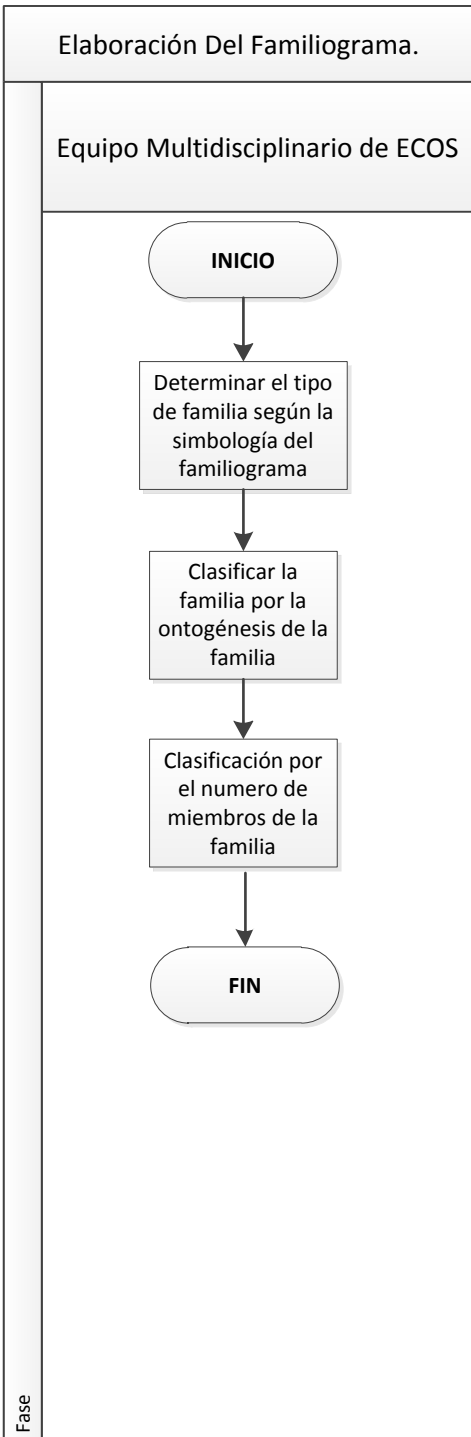 Elaboración Del Familiograma.
Equipo Multidisciplinario de ECOS
INICIO
Determinar el tipo
de familia según la
simbología del
familiograma
Clasificar la
familia por la
ontogénesis de la
familia
Clasificación por
el numero de
miembros de la
familia
FIN
Fase